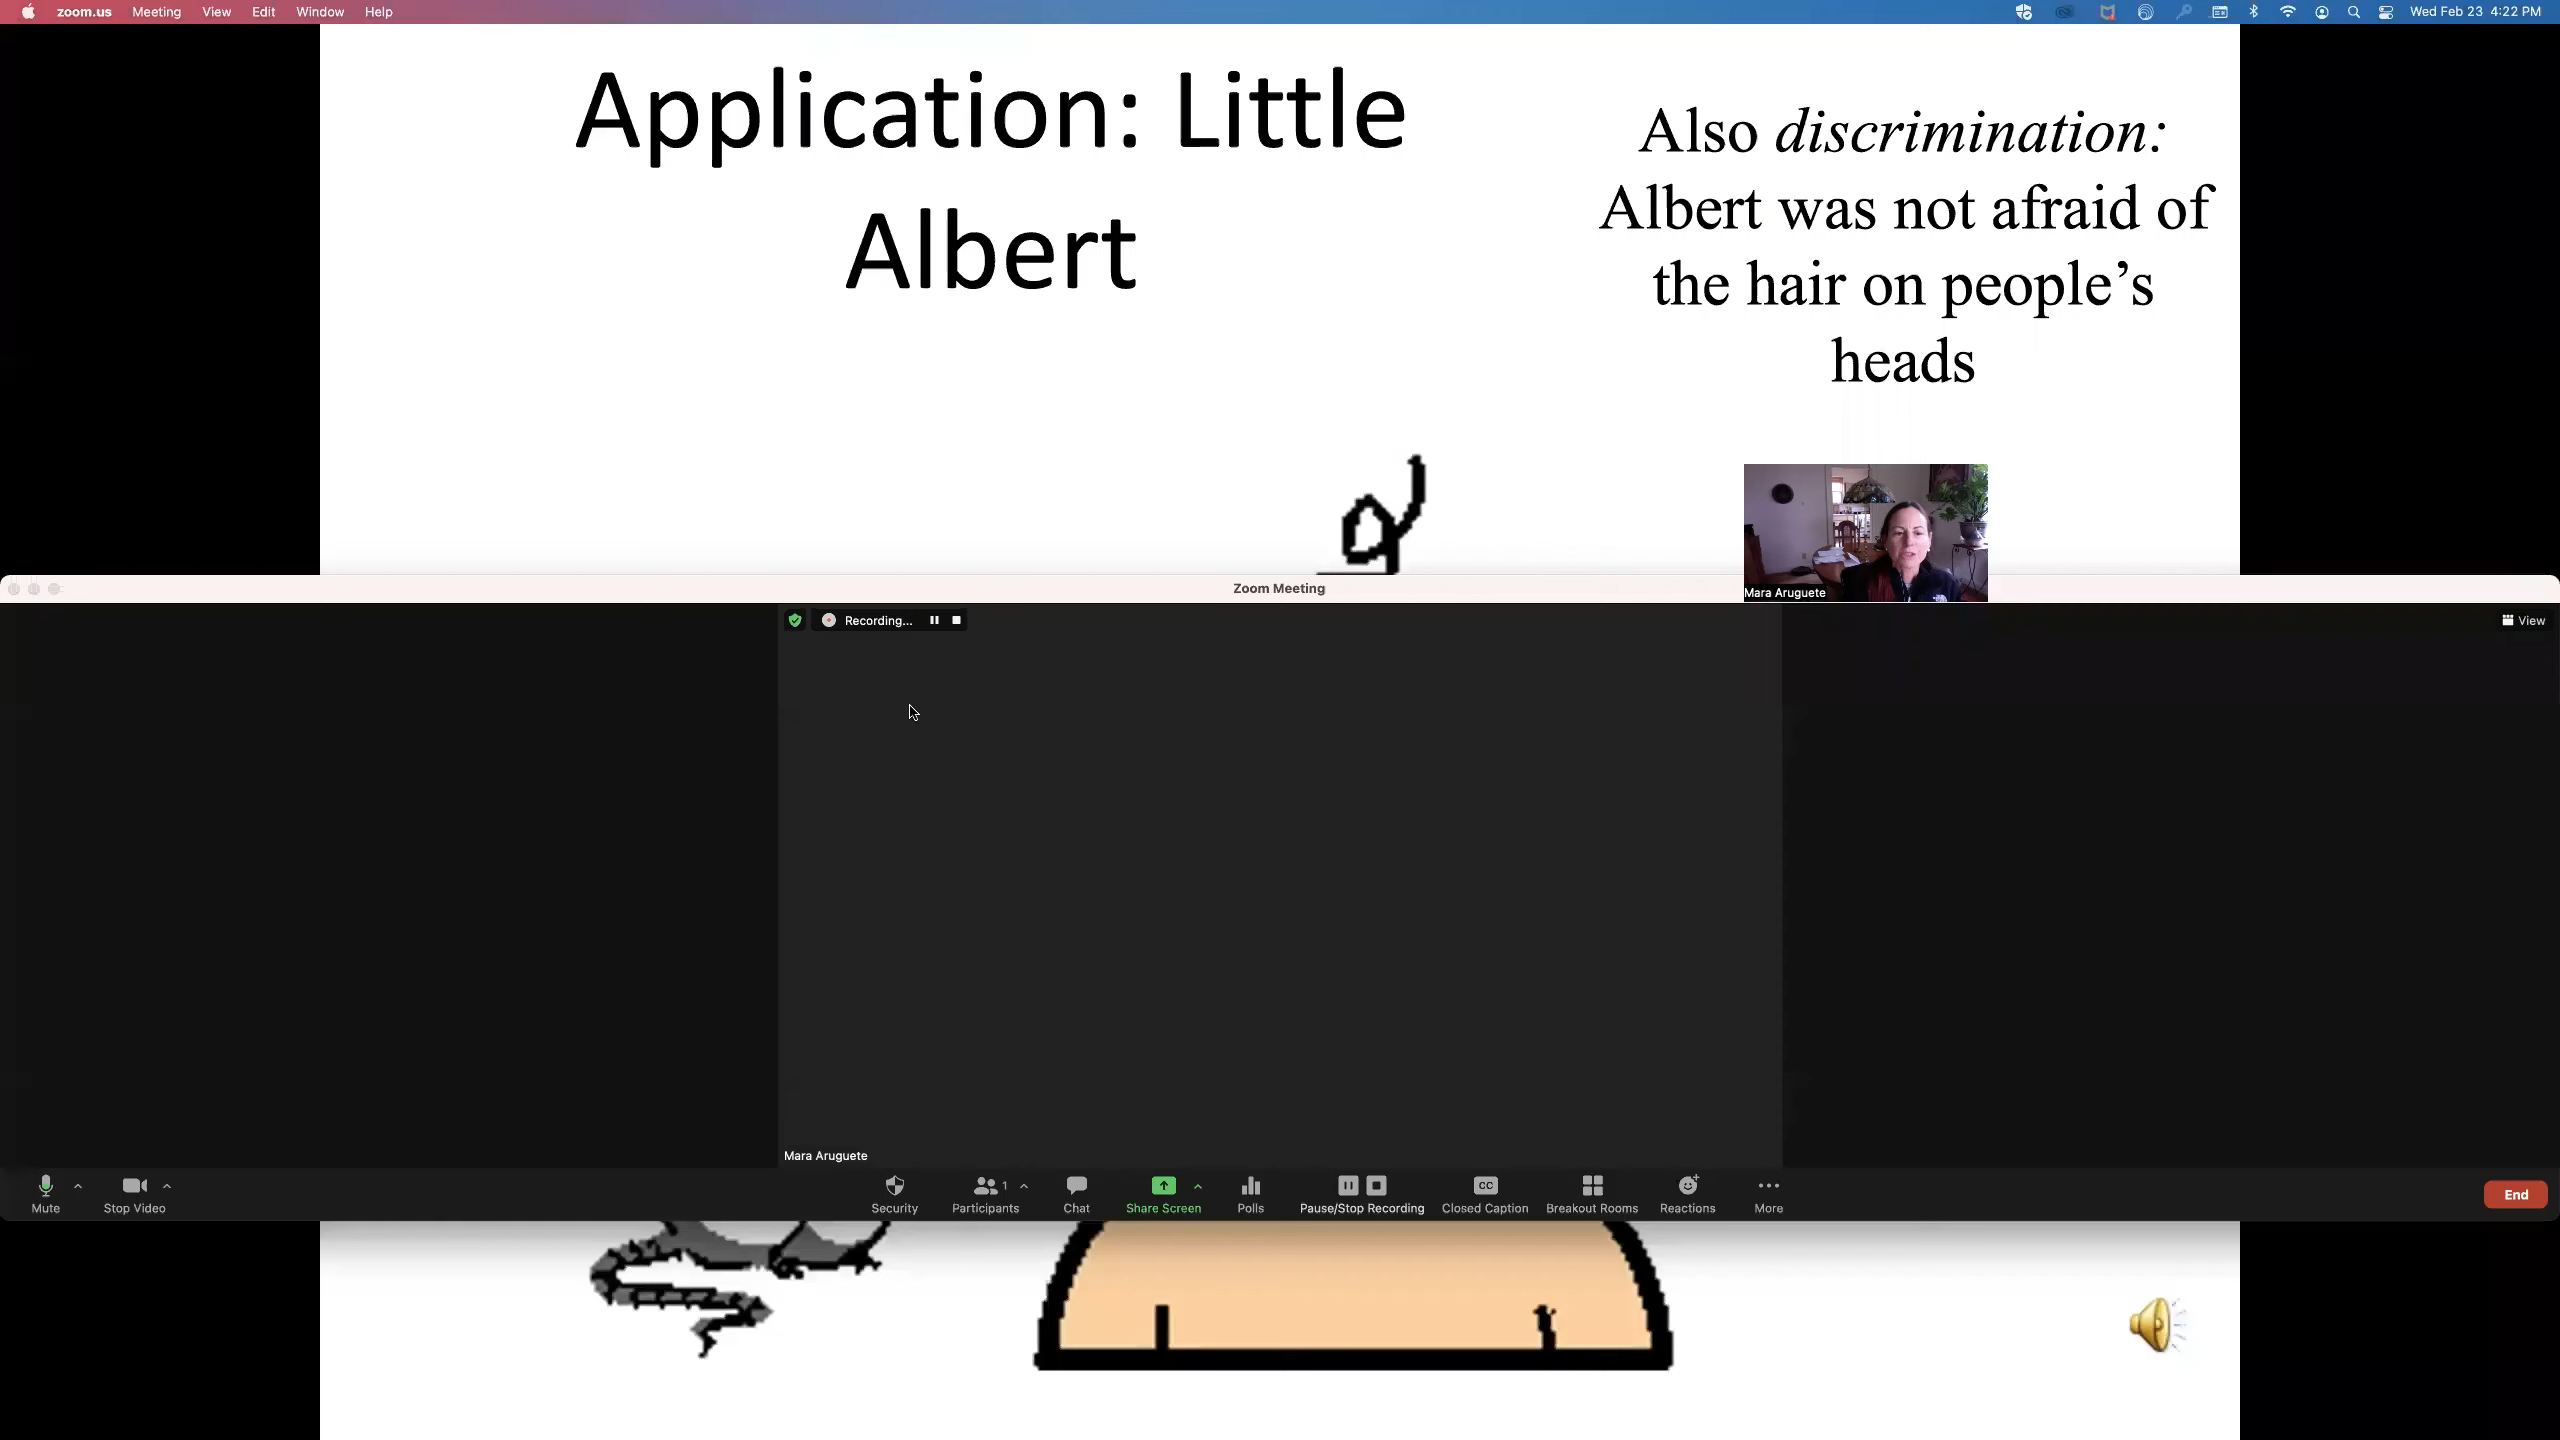 zoom.us Meeting View Edit Window Help
Wed Feb 23 4:22 PM
Application: Little
Albert
Also discrimination:
Albert was not afraid of
the hair on people’s
heads
Mara Aruguete
Zoom Meeting
Recording...
View
Mara Aruguete
Mute
Stop Video
Security
1
Participants
Chat
Share Screen
Polls
Pause/Stop Recording
CC
Closed Caption
Breakout Rooms
Reactions
More
End